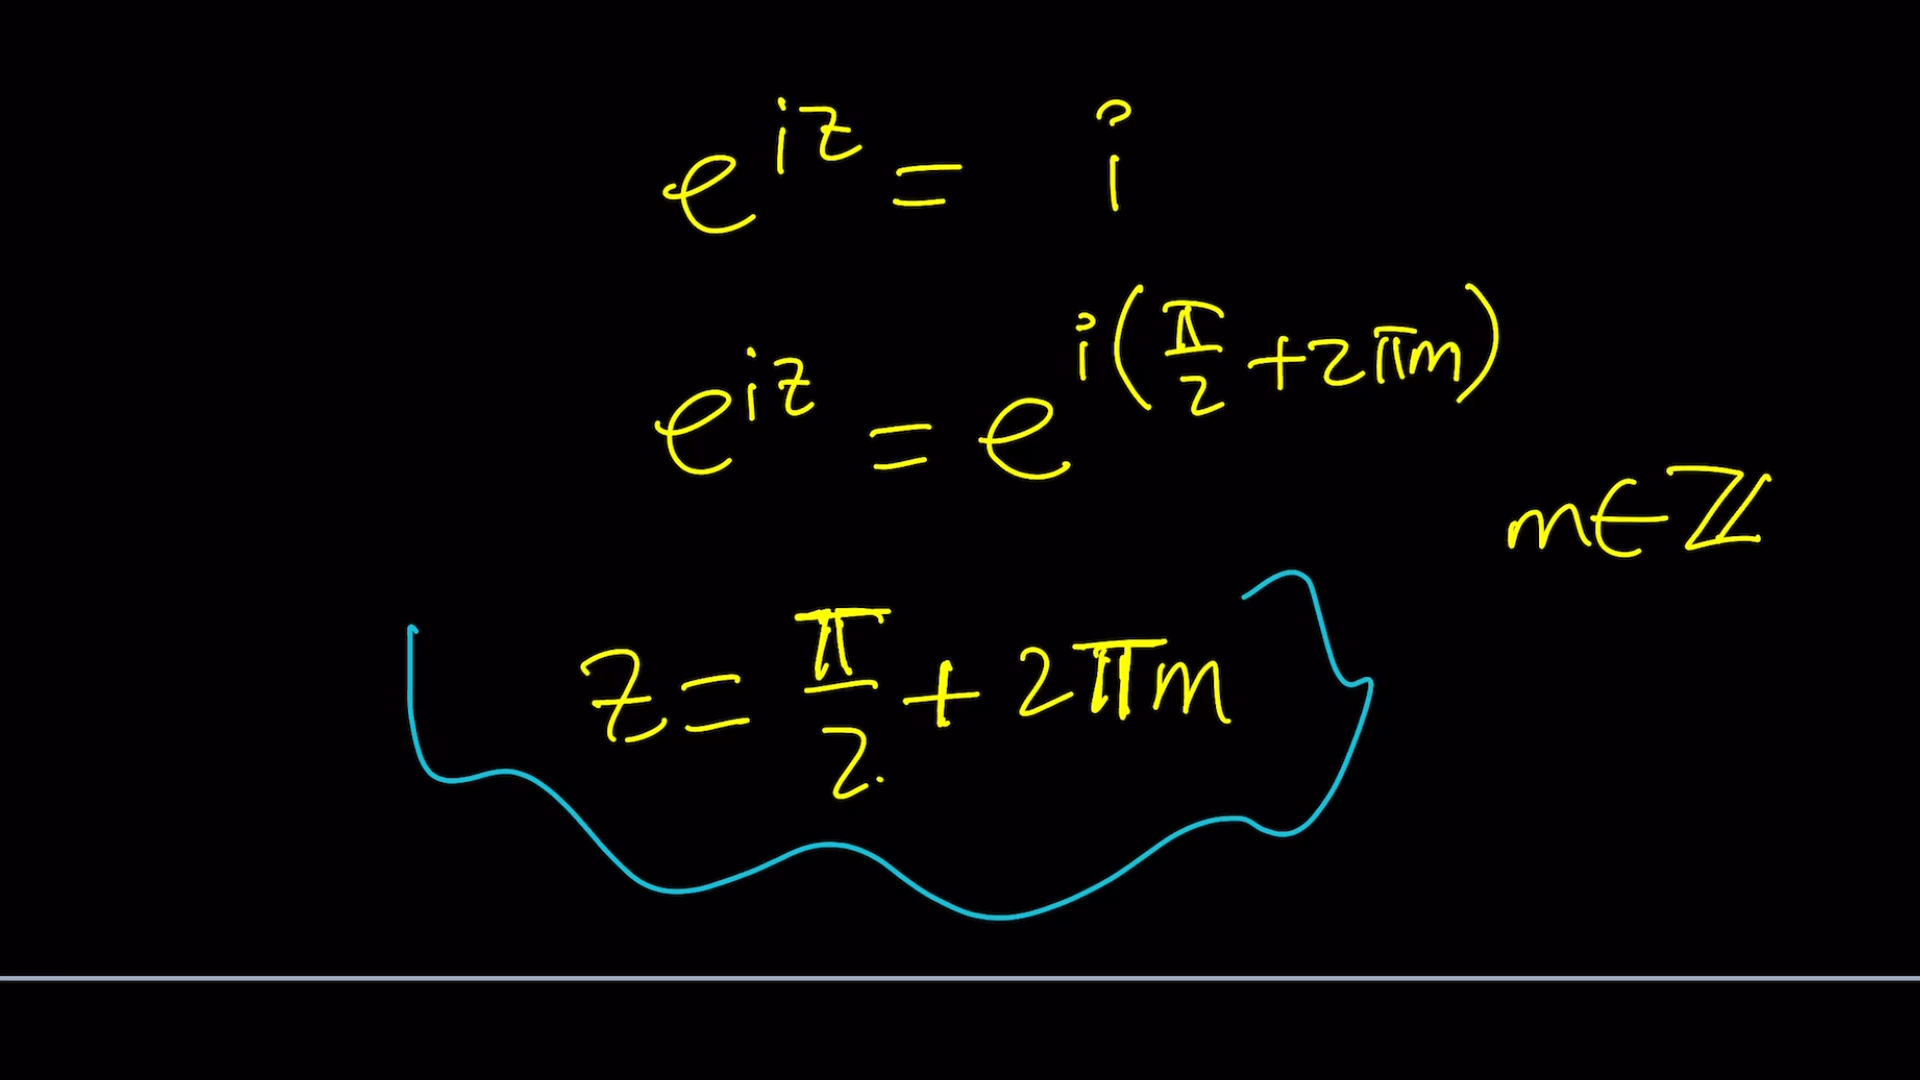 e^{iz} = i
e^{iz} = e^{i(π/2 + 2πm)}
m ∈ ℤ
z = π/2 + 2πm